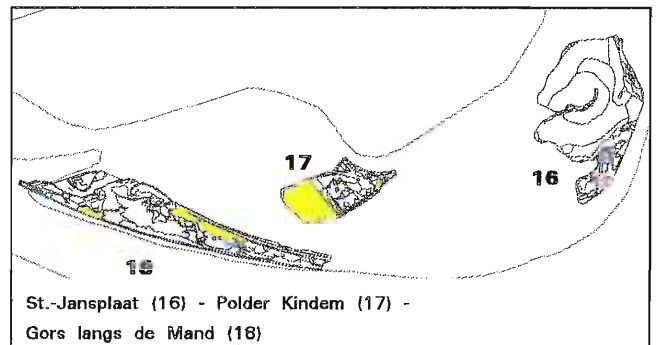 17
16
18
St.-Jansplaat (16) - Polder Kindem (17) -
Gors langs de Mand (18)